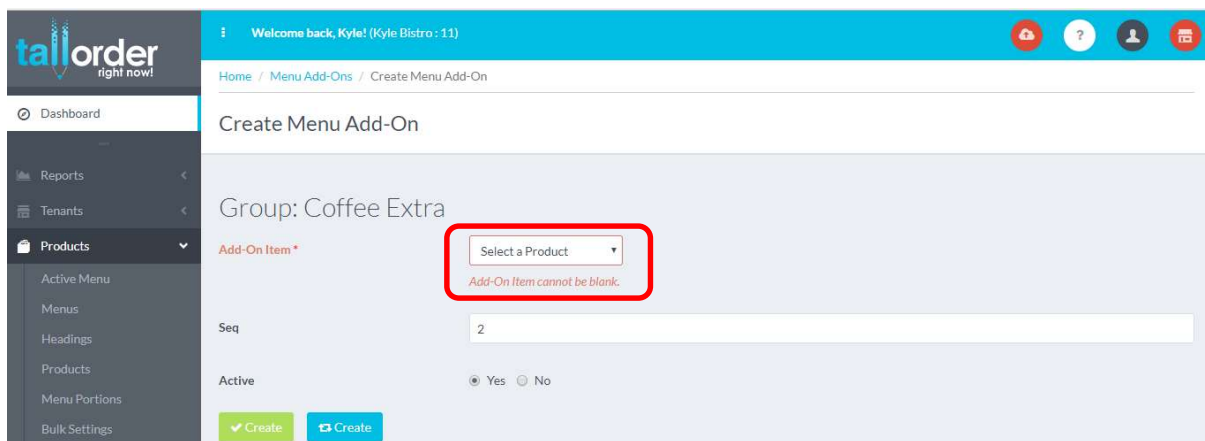 tallorder
right now!
Welcome back, Kyle! (Kyle Bistro : 11)
?
Home / Menu Add-Ons / Create Menu Add-On
Dashboard
Create Menu Add-On
Reports
Tenants
Products
Active Menu
Menus
Headings
Products
Menu Portions
Bulk Settings
Group: Coffee Extra
Add-On Item *
Select a Product
Add-On Item cannot be blank.
Seq
2
Active
Yes No
Create Create